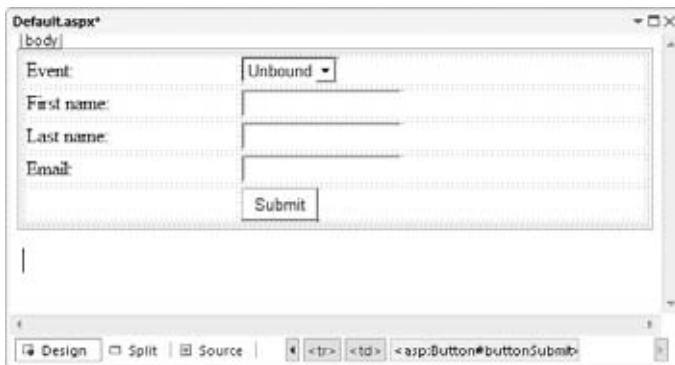 Default.aspx*
body
Event: Unbound
First name:
Last name:
Email:
Submit
Design Split Source <tr> <td> <asp:Button#buttonSubmit>